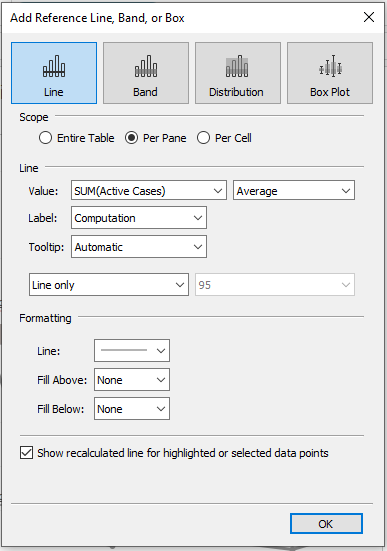 Add Reference Line, Band, or Box
Line Band Distribution Box Plot
Scope
Entire Table Per Pane Per Cell
Line
Value: SUM(Active Cases) Average
Label: Computation
Tooltip: Automatic
Line only 95
Formatting
Line:
Fill Above: None
Fill Below: None
Show recalculated line for highlighted or selected data points
OK